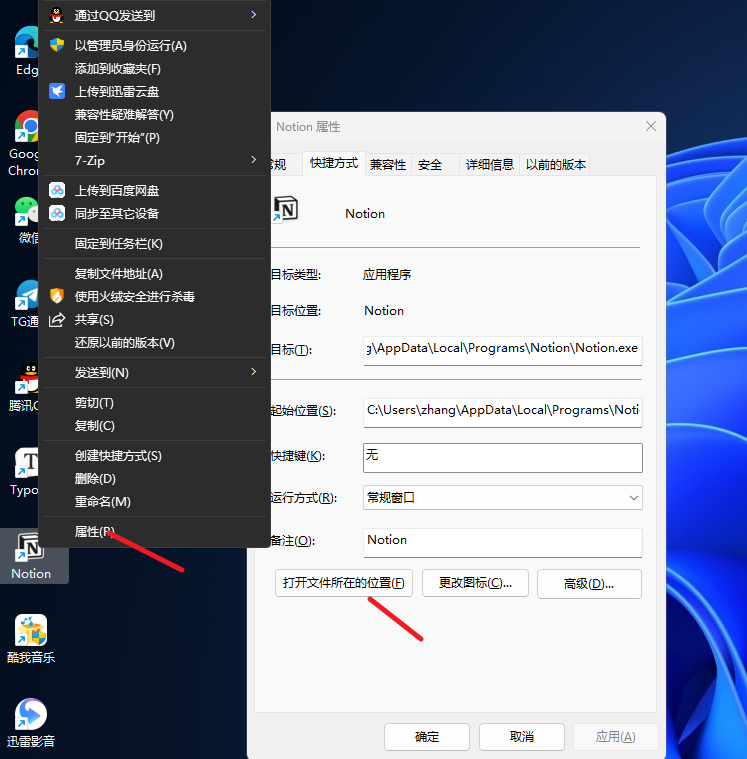 Edg
Goog
Chron
微信
TG通
腾讯Q
Typo
Notion
酷我音乐
迅雷影音
通过QQ发送到
以管理员身份运行(A)
添加到收藏夹(F)
上传到迅雷云盘
兼容性疑难解答(Y)
固定到"开始"(P)
7-Zip
上传到百度网盘
同步至其它设备
固定到任务栏(K)
复制文件地址(A)
使用火绒安全进行杀毒
共享(S)
还原以前的版本(V)
发送到(N)
剪切(T)
复制(C)
创建快捷方式(S)
删除(D)
重命名(M)
属性(R)
Notion 属性
常规 快捷方式 兼容性 安全 详细信息 以前的版本
Notion
目标类型: 应用程序
目标位置: Notion
目标(T): g\AppData\Local\Programs\Notion\Notion.exe
起始位置(S): C:\Users\zhang\AppData\Local\Programs\Noti
快捷键(K): 无
运行方式(R): 常规窗口
备注(O): Notion
打开文件所在的位置(F) 更改图标(C)... 高级(D)...
确定 取消 应用(A)